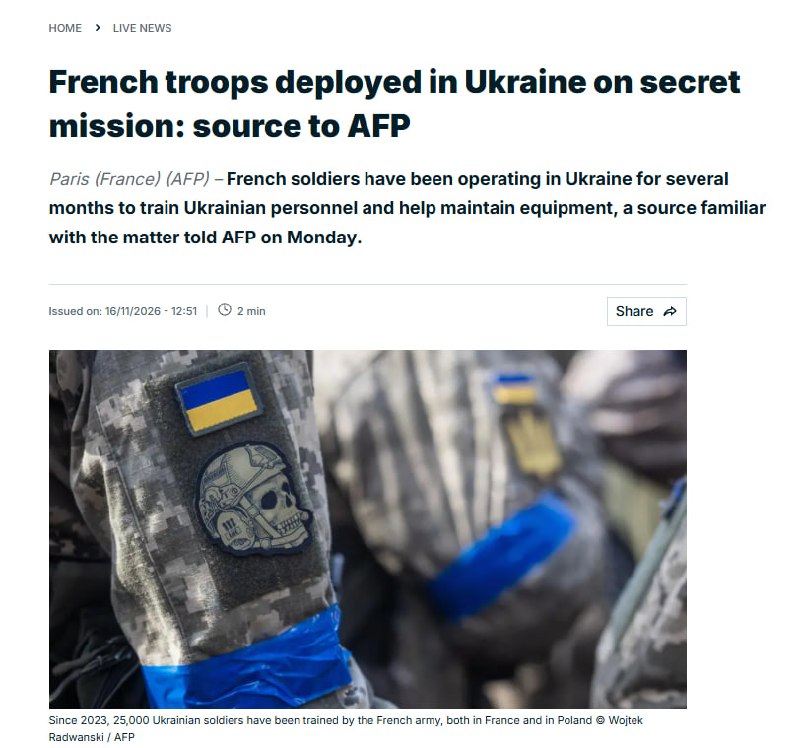 HOME > LIVE NEWS
French troops deployed in Ukraine on secret
mission: source to AFP
Paris (France) (AFP) – French soldiers have been operating in Ukraine for several
months to train Ukrainian personnel and help maintain equipment, a source familiar
with the matter told AFP on Monday.
Issued on: 16/11/2026 - 12:51 | 2 min
Share
Since 2023, 25,000 Ukrainian soldiers have been trained by the French army, both in France and in Poland © Wojtek
Radwanski / AFP